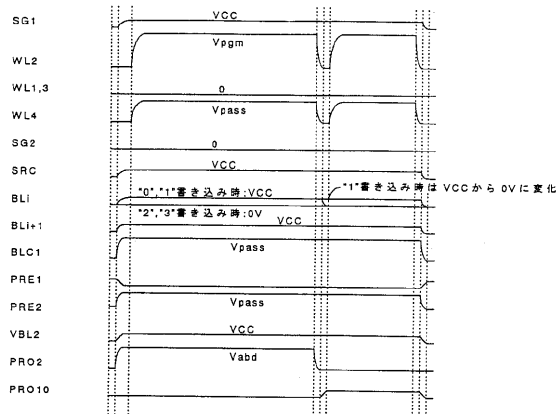 SG1 VCC
WL2 Vpgm
WL1,3 0
WL4 Vpass
SG2 0
SRC VCC
"1"書き込み時は VCCから 0Vに変化
BLi "0","1"書き込み時:VCC
"2","3"書き込み時:0V
BLi+1 VCC
BLC1 Vpass
PRE1
PRE2 Vpass
VBL2 VCC
PRO2 Vabd
PRO10